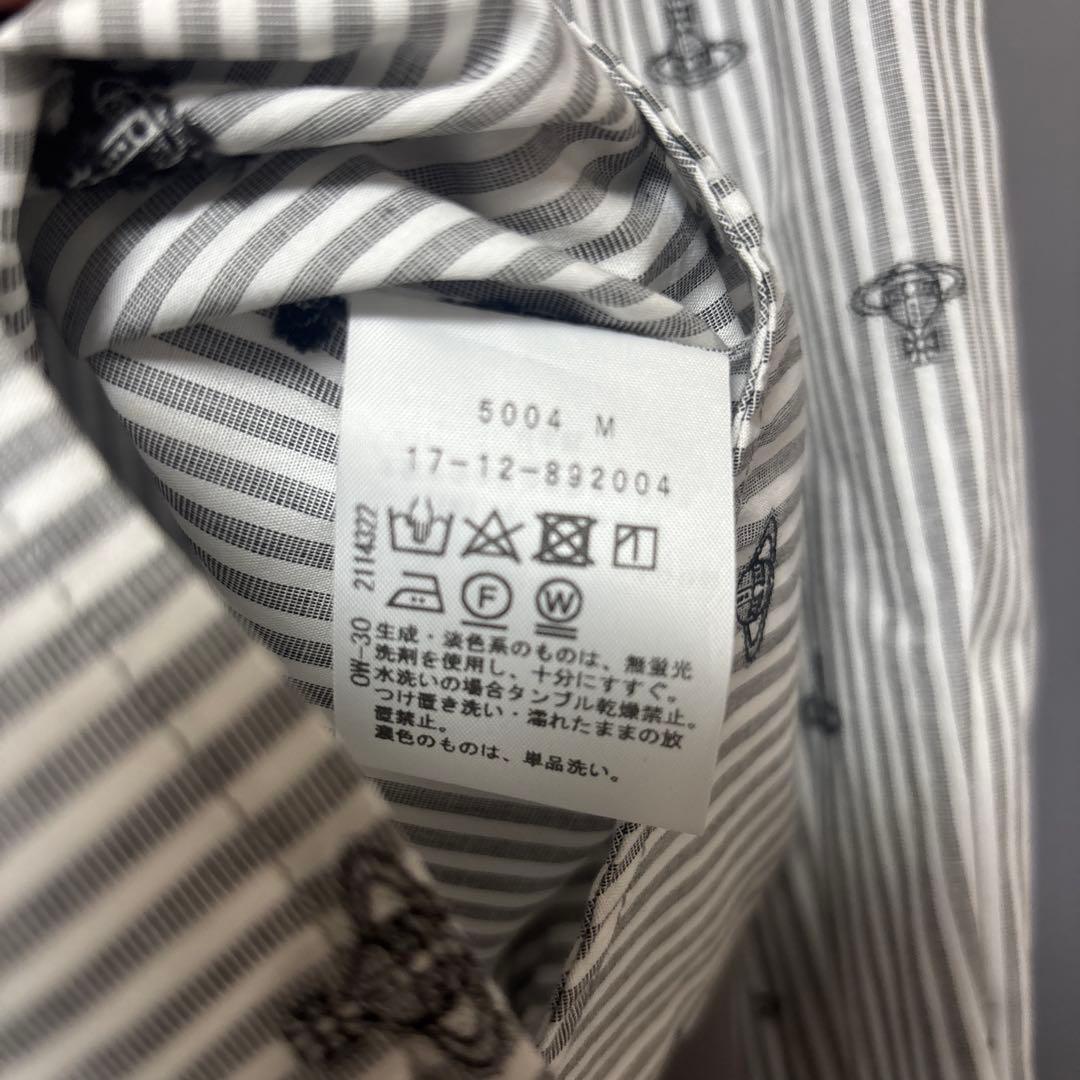 5004 M
17-12-892004
F W
OW-30 2114327
生成・淡色系のものは、無蛍光
洗剤を使用し、十分にすすぐ。
水洗いの場合タンブル乾燥禁止。
つけ置き洗い・濡れたままの放
置禁止。
濃色のものは、単品洗い。